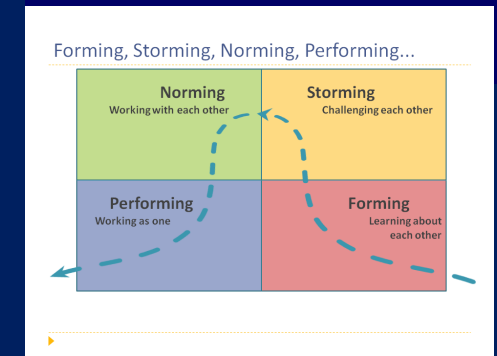 Forming, Storming, Norming, Performing...
Norming
Working with each other
Storming
Challenging each other
Performing
Working as one
Forming
Learning about
each other